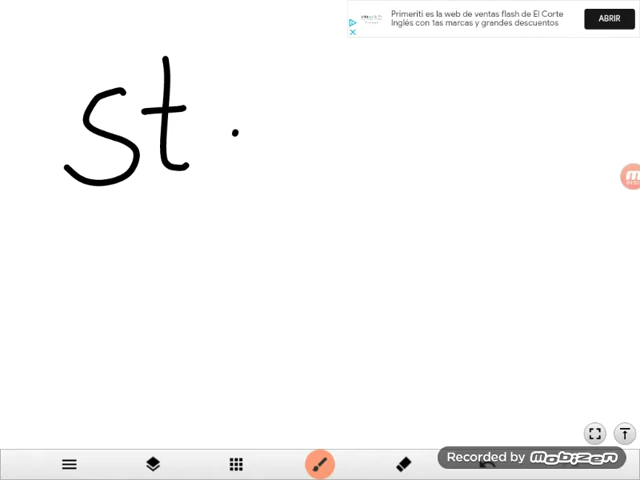 Primeriti es la web de ventas flash de El Corte
Inglés con 1as marcas y grandes descuentos
ABRIR
St .
Recorded by Mobizen